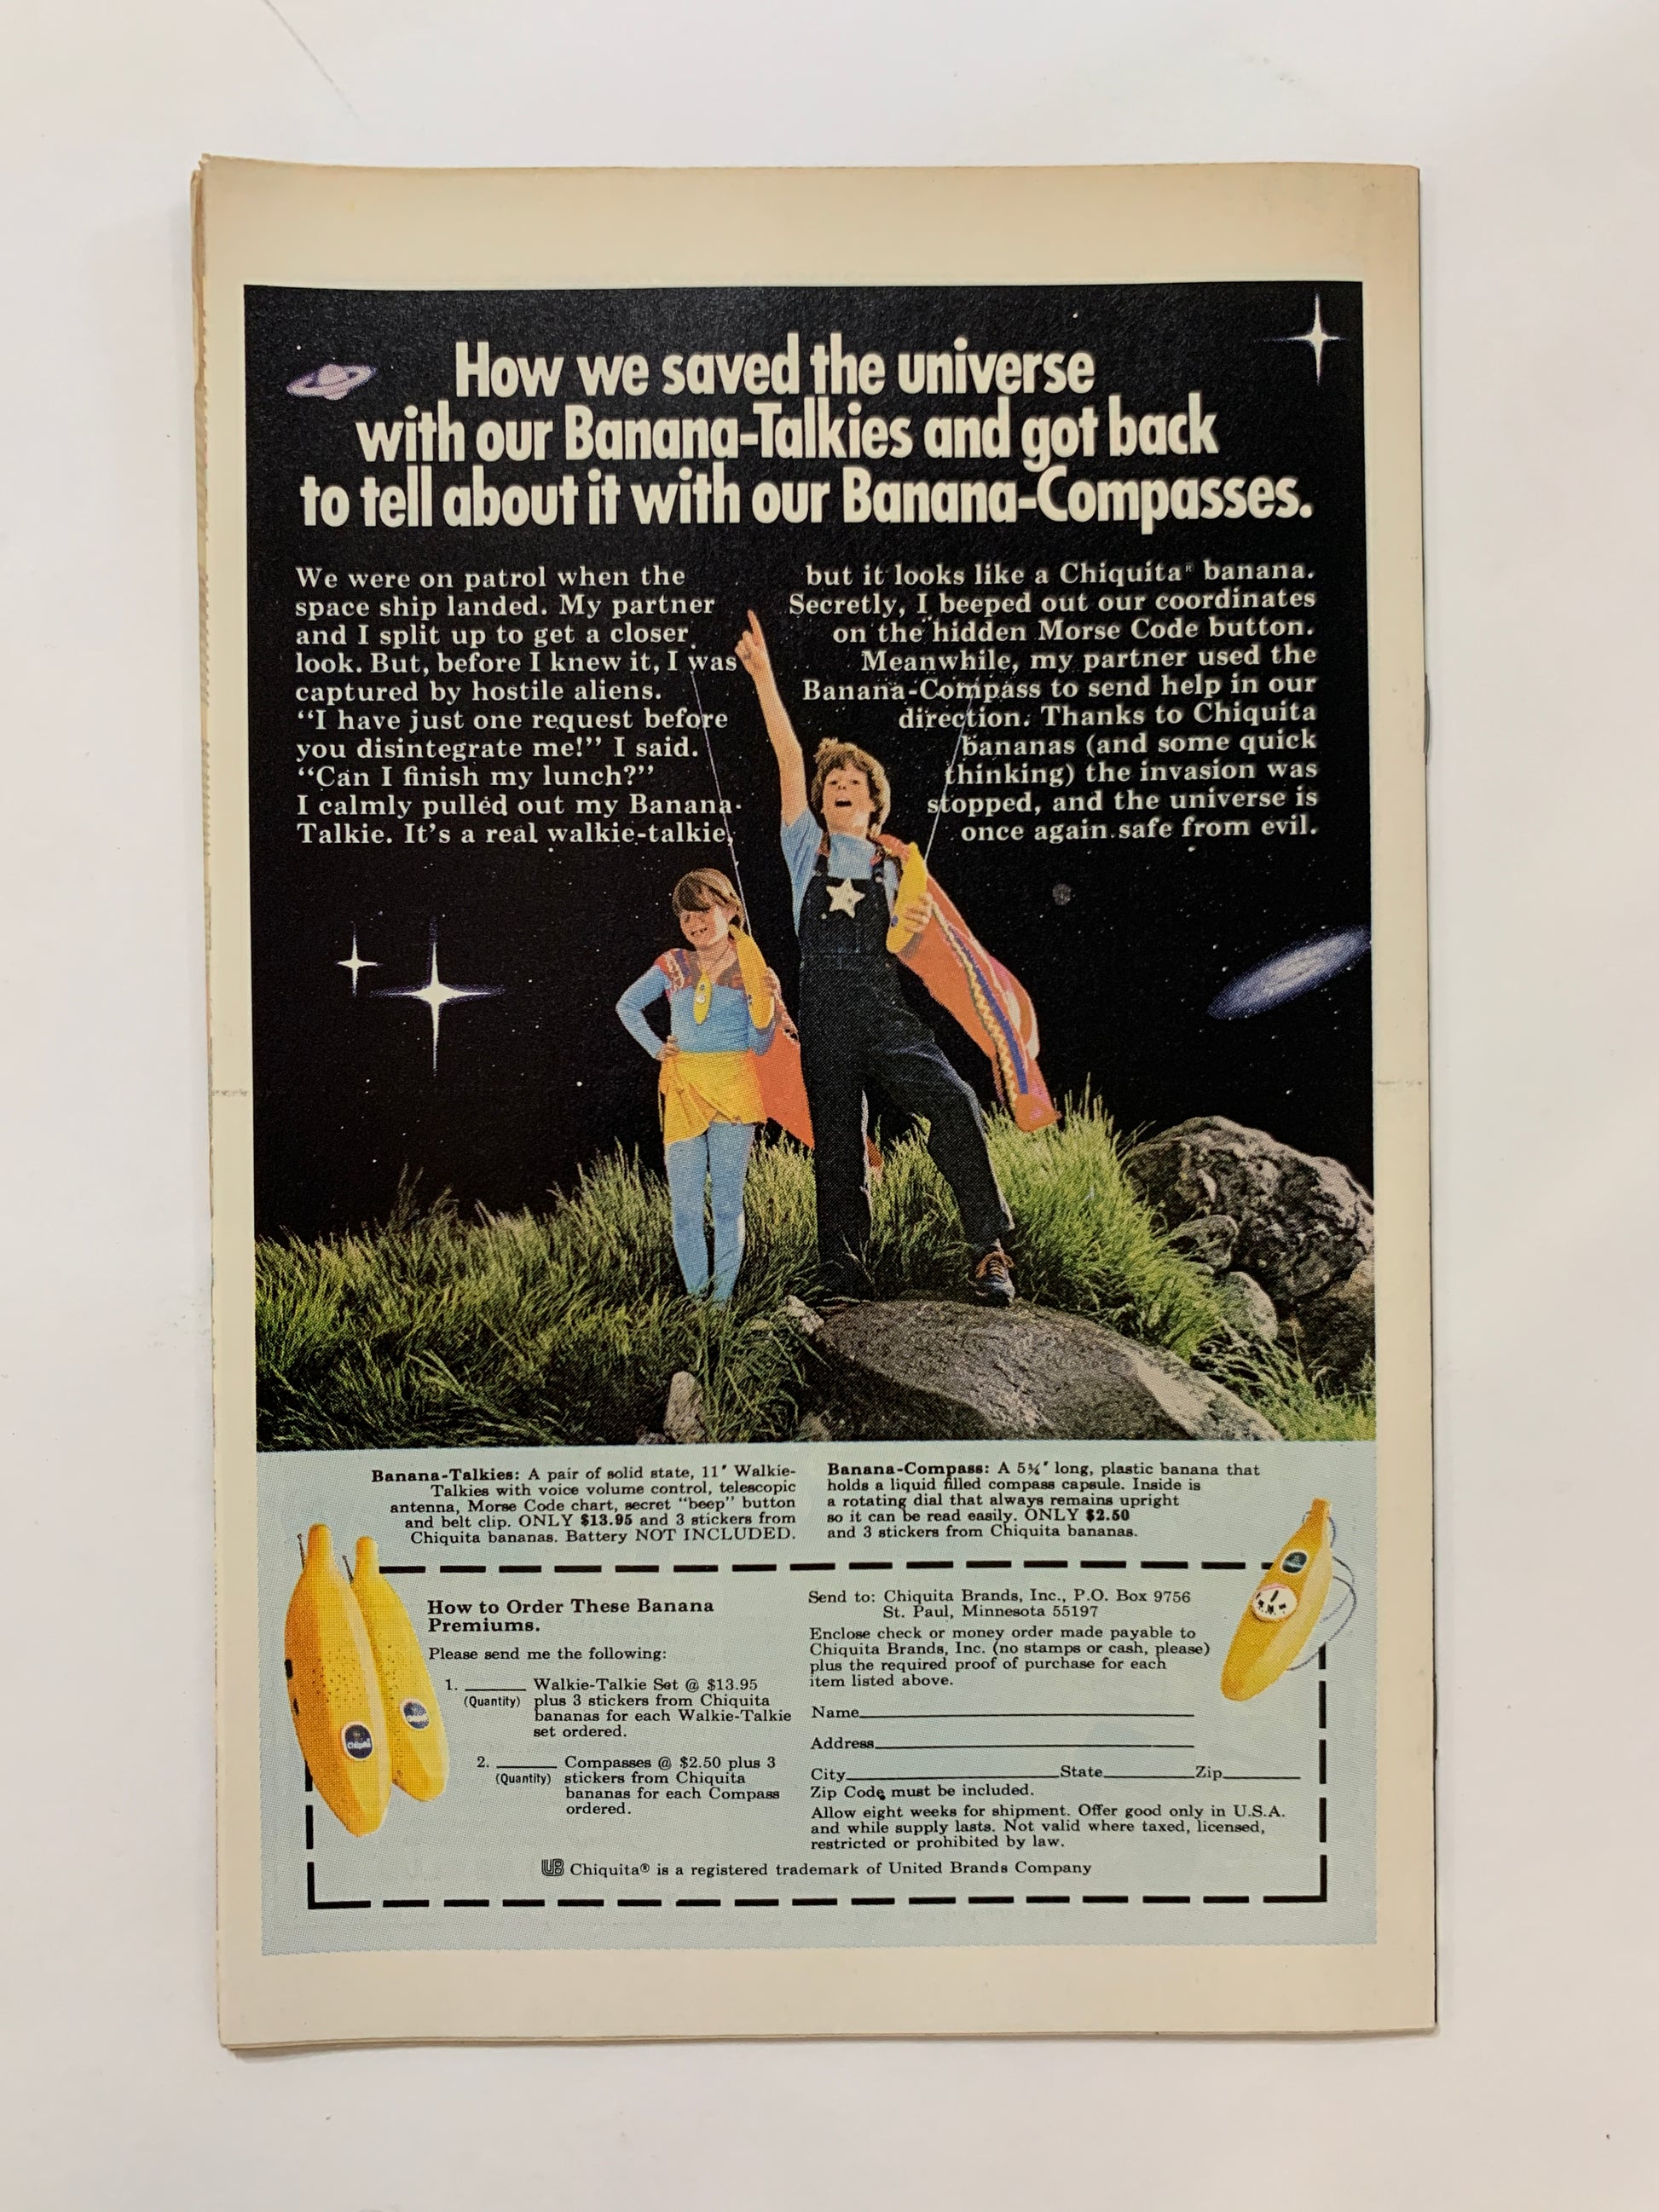 How we saved the universe
with our Banana-Talkies and got back
to tell about it with our Banana-Compasses.
We were on patrol when the
space ship landed. My partner
and I split up to get a closer
look. But, before I knew it, I was
captured by hostile aliens.
“I have just one request before
you disintegrate me!” I said.
“Can I finish my lunch?”
I calmly pulled out my Banana-
Talkie. It’s a real walkie-talkie,
but it looks like a Chiquita® banana.
Secretly, I beeped out our coordinates
on the hidden Morse Code button.
Meanwhile, my partner used the
Banana-Compass to send help in our
direction. Thanks to Chiquita
bananas (and some quick
thinking) the invasion was
stopped, and the universe is
once again safe from evil.
Banana-Talkies: A pair of solid state, 11″ Walkie-
Talkies with voice volume control, telescopic
antenna, Morse Code chart, secret “beep” button
and belt clip. ONLY $13.95 and 3 stickers from
Chiquita bananas. Battery NOT INCLUDED.
Banana-Compass: A 5¾″ long, plastic banana that
holds a liquid filled compass capsule. Inside is
a rotating dial that always remains upright
so it can be read easily. ONLY $2.50
and 3 stickers from Chiquita bananas.
How to Order These Banana
Premiums.
Please send me the following:
1. ______ Walkie-Talkie Set @ $13.95
(Quantity) plus 3 stickers from Chiquita
bananas for each Walkie-Talkie
set ordered.
2. ______ Compasses @ $2.50 plus 3
(Quantity) stickers from Chiquita
bananas for each Compass
ordered.
Send to: Chiquita Brands, Inc., P.O. Box 9756
St. Paul, Minnesota 55197
Enclose check or money order made payable to
Chiquita Brands, Inc. (no stamps or cash, please)
plus the required proof of purchase for each
item listed above.
Name______
Address______
City______State______Zip______
Zip Code must be included.
Allow eight weeks for shipment. Offer good only in U.S.A.
and while supply lasts. Not valid where taxed, licensed,
restricted or prohibited by law.
UB Chiquita® is a registered trademark of United Brands Company
Chiquita